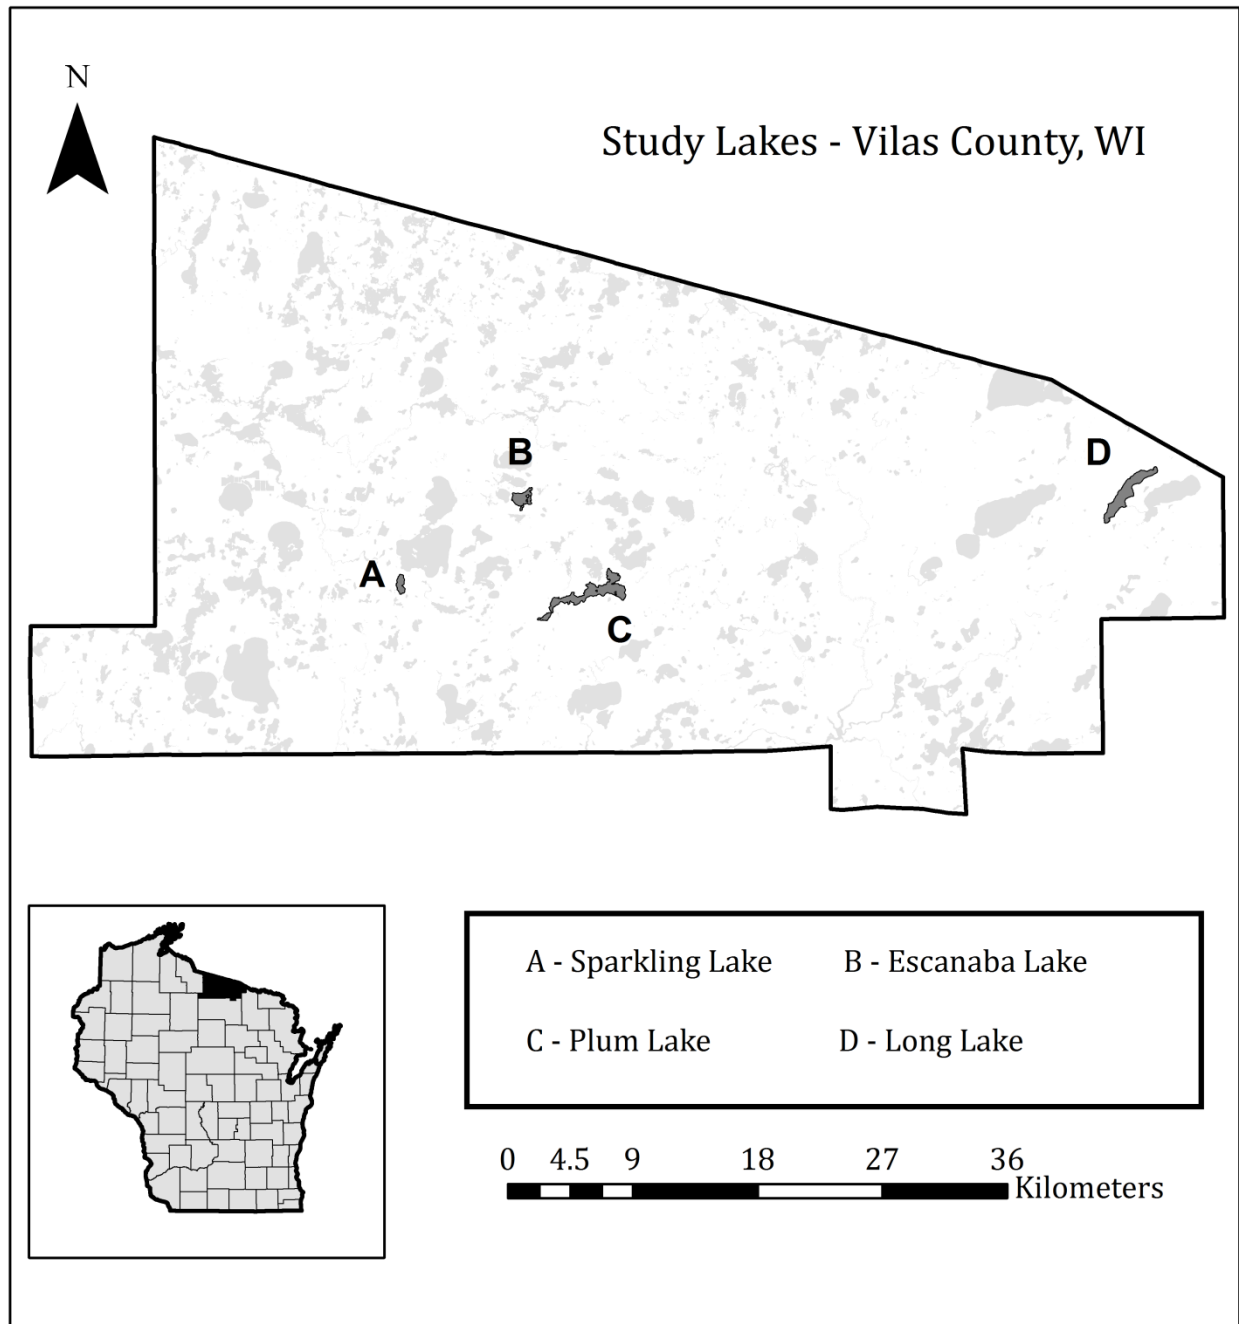 N
Study Lakes - Vilas County, WI
B
D
A
C
A - Sparkling Lake B - Escanaba Lake
C - Plum Lake D - Long Lake
0 4.5 9 18 27 36
Kilometers